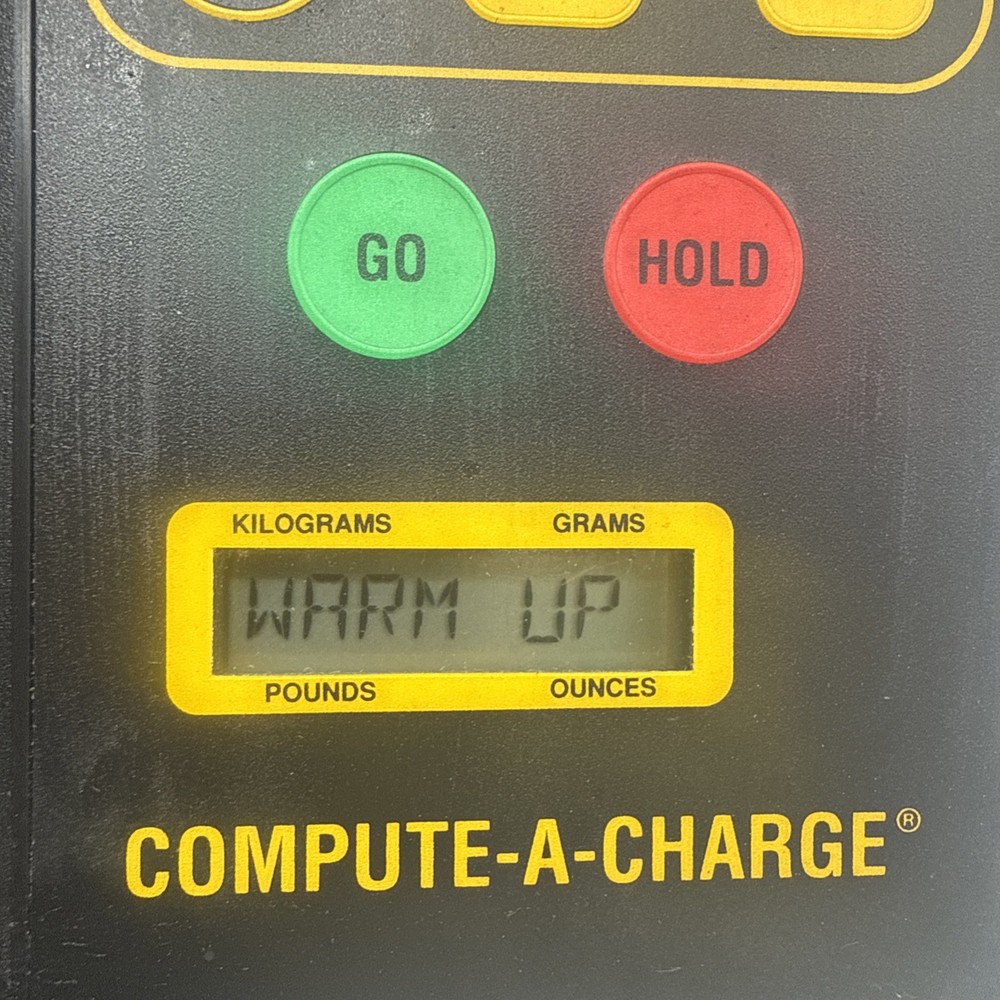 GO HOLD
KILOGRAMS GRAMS
WARM UP
POUNDS OUNCES
COMPUTE-A-CHARGE®